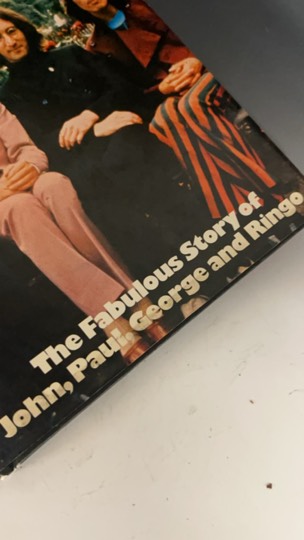 The Fabulous Story of
John, Paul, George and Ringo